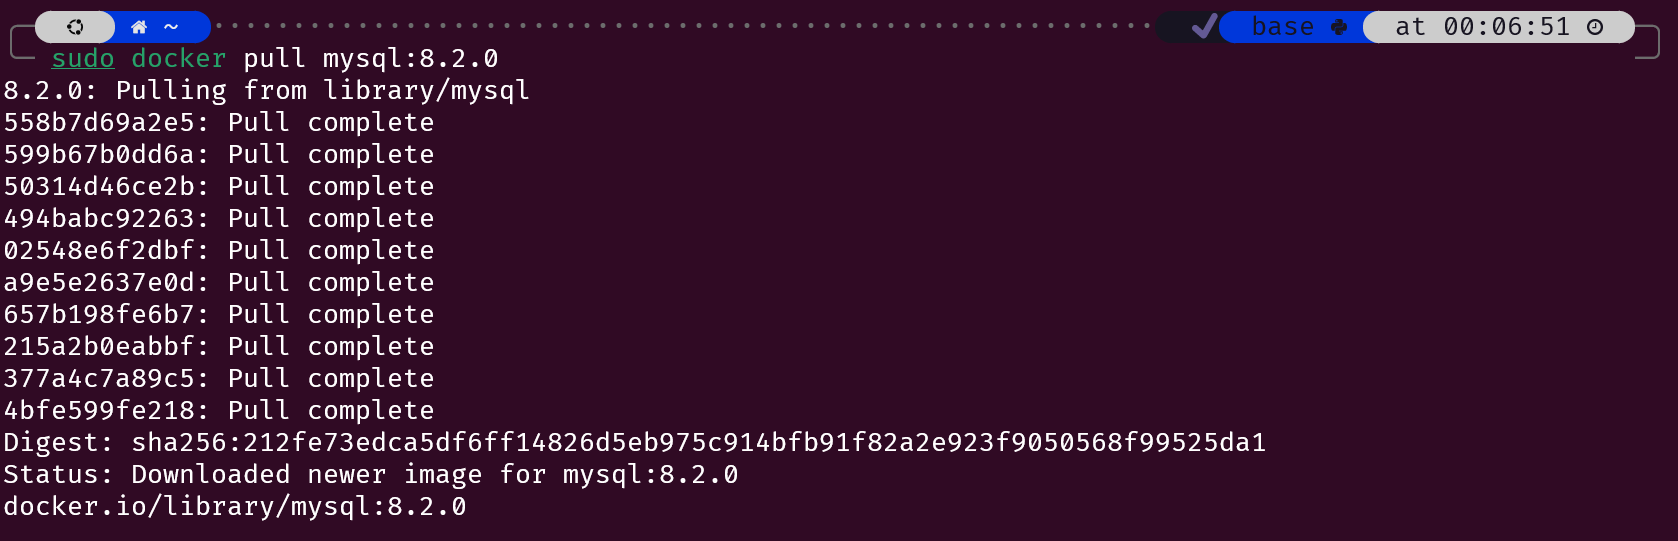 ~ base at 00:06:51
sudo docker pull mysql:8.2.0
8.2.0: Pulling from library/mysql
558b7d69a2e5: Pull complete
599b67b0dd6a: Pull complete
50314d46ce2b: Pull complete
494babc92263: Pull complete
02548e6f2dbf: Pull complete
a9e5e2637e0d: Pull complete
657b198fe6b7: Pull complete
215a2b0eabbf: Pull complete
377a4c7a89c5: Pull complete
4bfe599fe218: Pull complete
Digest: sha256:212fe73edca5df6ff14826d5eb975c914bfb91f82a2e923f9050568f99525da1
Status: Downloaded newer image for mysql:8.2.0
docker.io/library/mysql:8.2.0